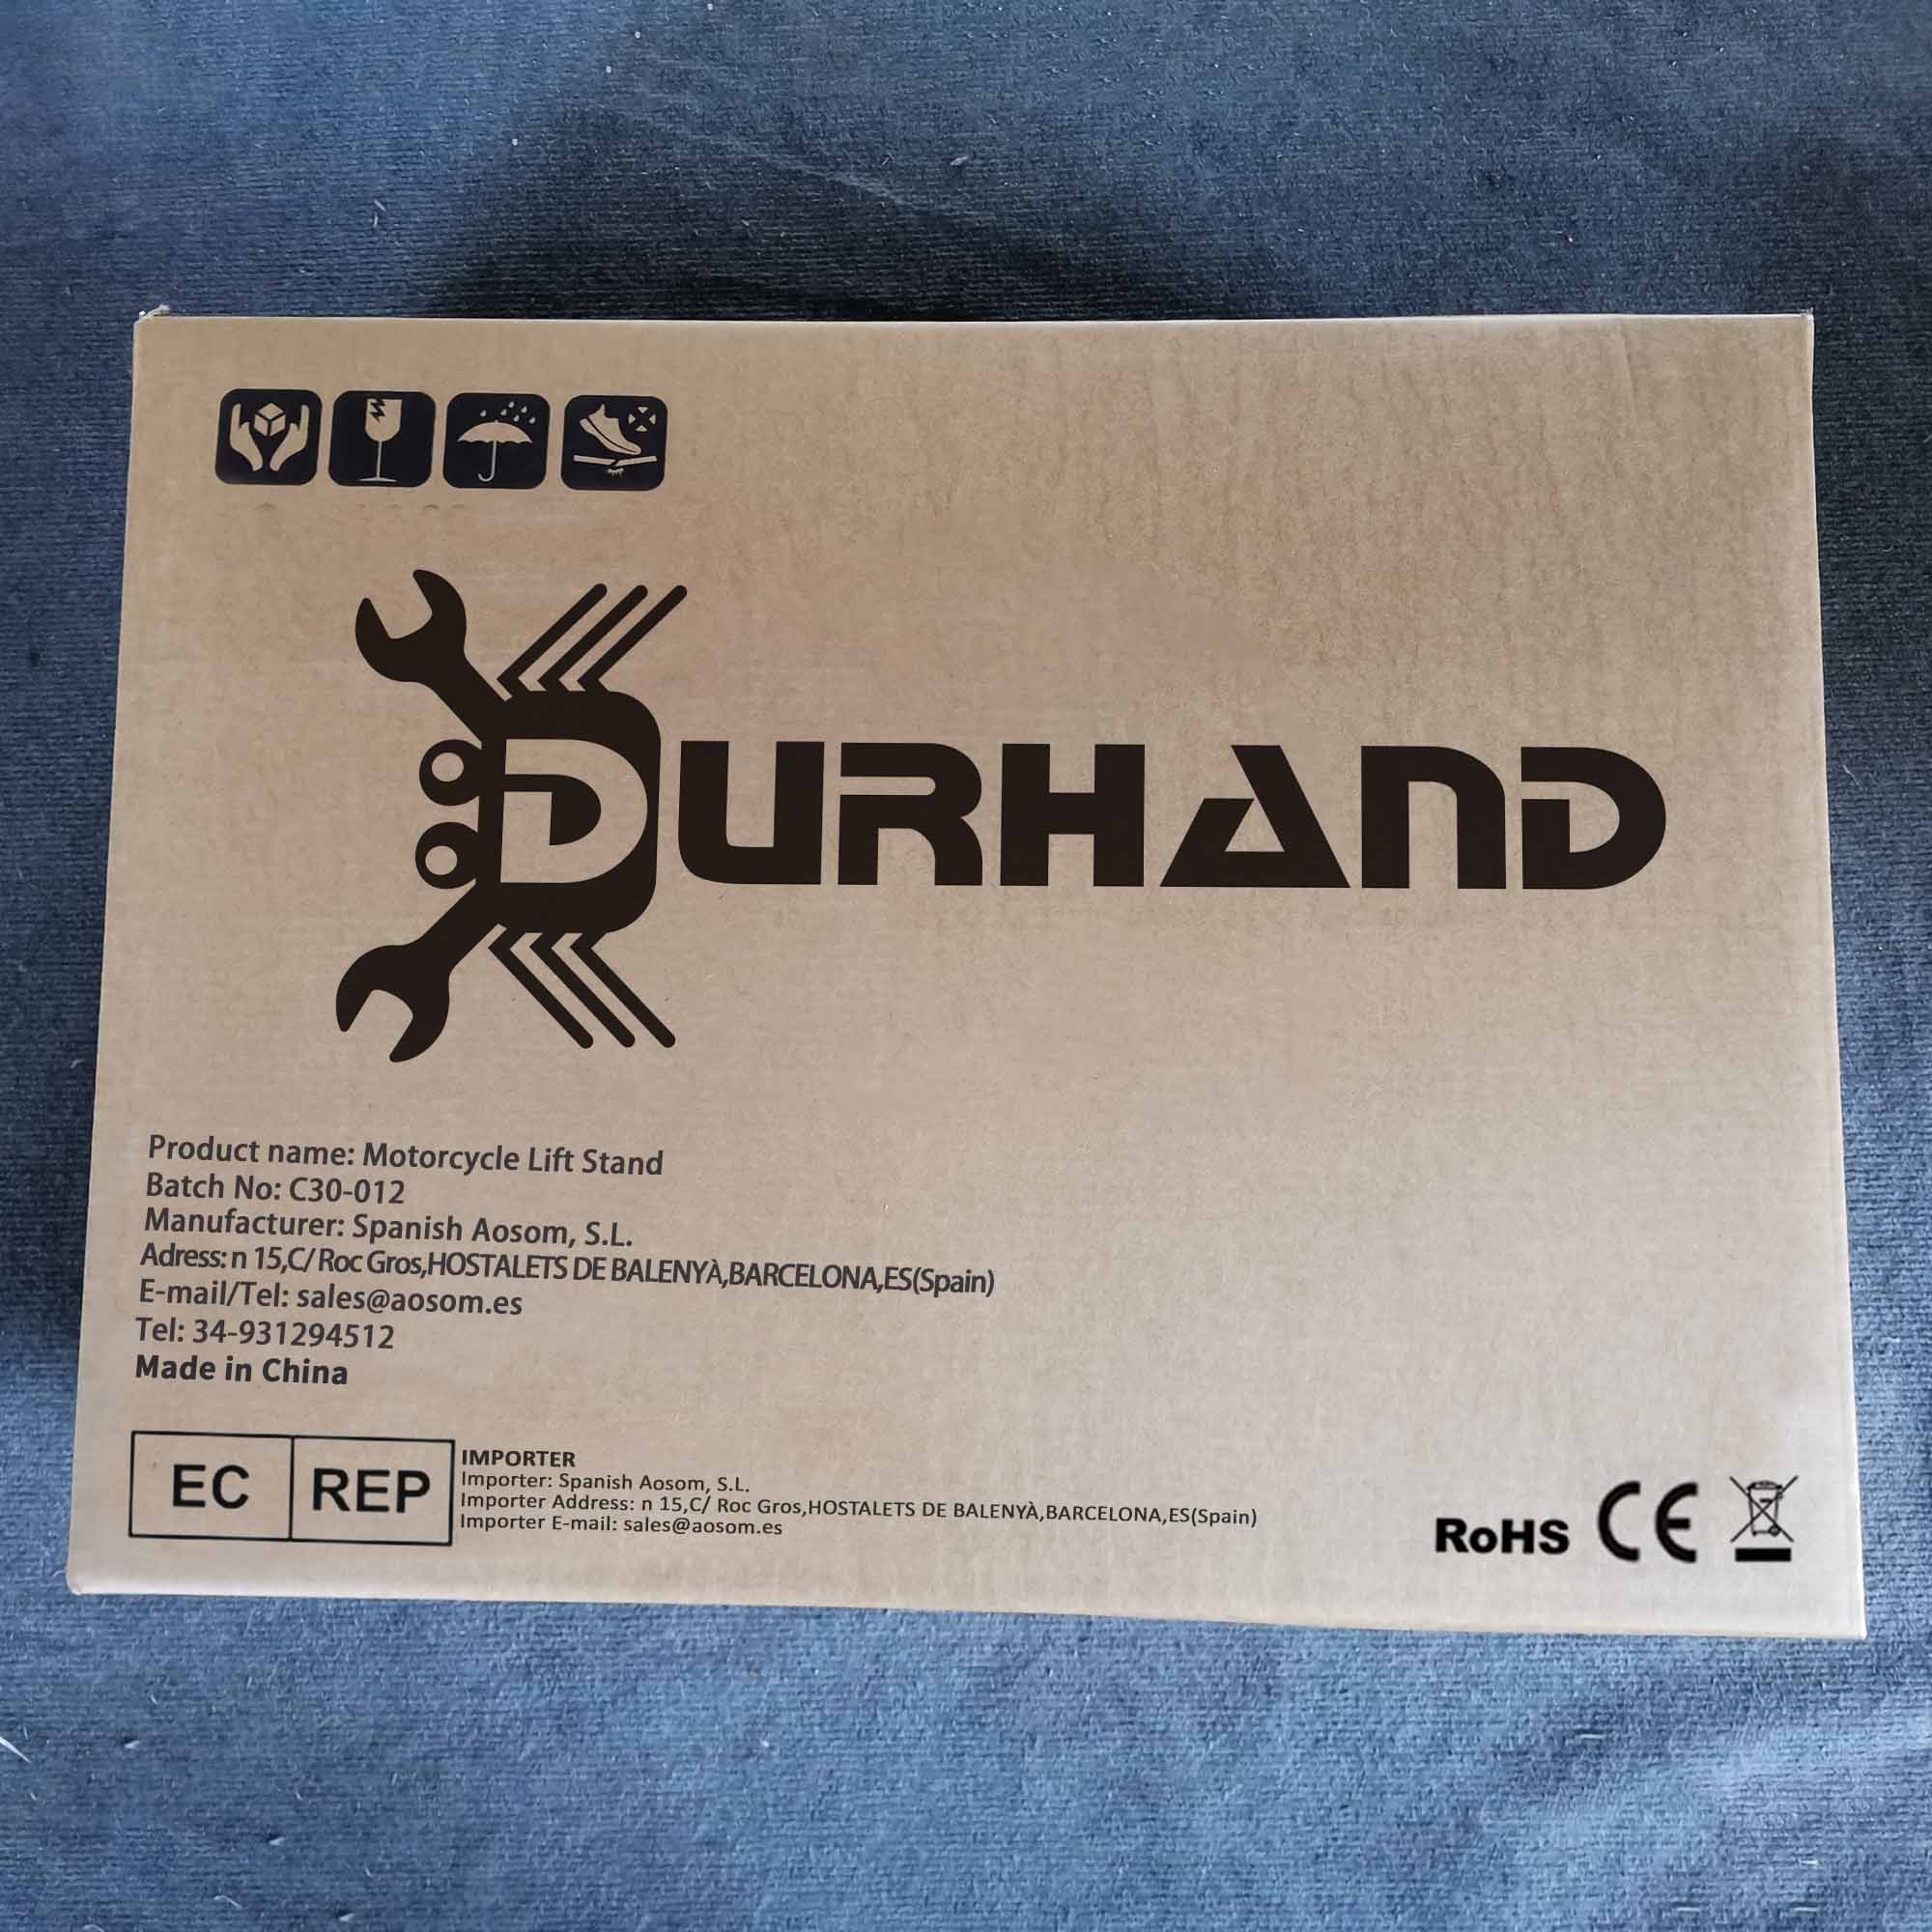 DURHAND
Product name: Motorcycle Lift Stand
Batch No: C30-012
Manufacturer: Spanish Aosom, S.L.
Adress: n 15,C/ Roc Gros,HOSTALETS DE BALENYÀ,BARCELONA,ES(Spain)
E-mail/Tel: sales@aosom.es
Tel: 34-931294512
Made in China
EC REP
IMPORTER
Importer: Spanish Aosom, S.L.
Importer Address: n 15,C/ Roc Gros,HOSTALETS DE BALENYÀ,BARCELONA,ES(Spain)
Importer E-mail: sales@aosom.es
RoHS CE